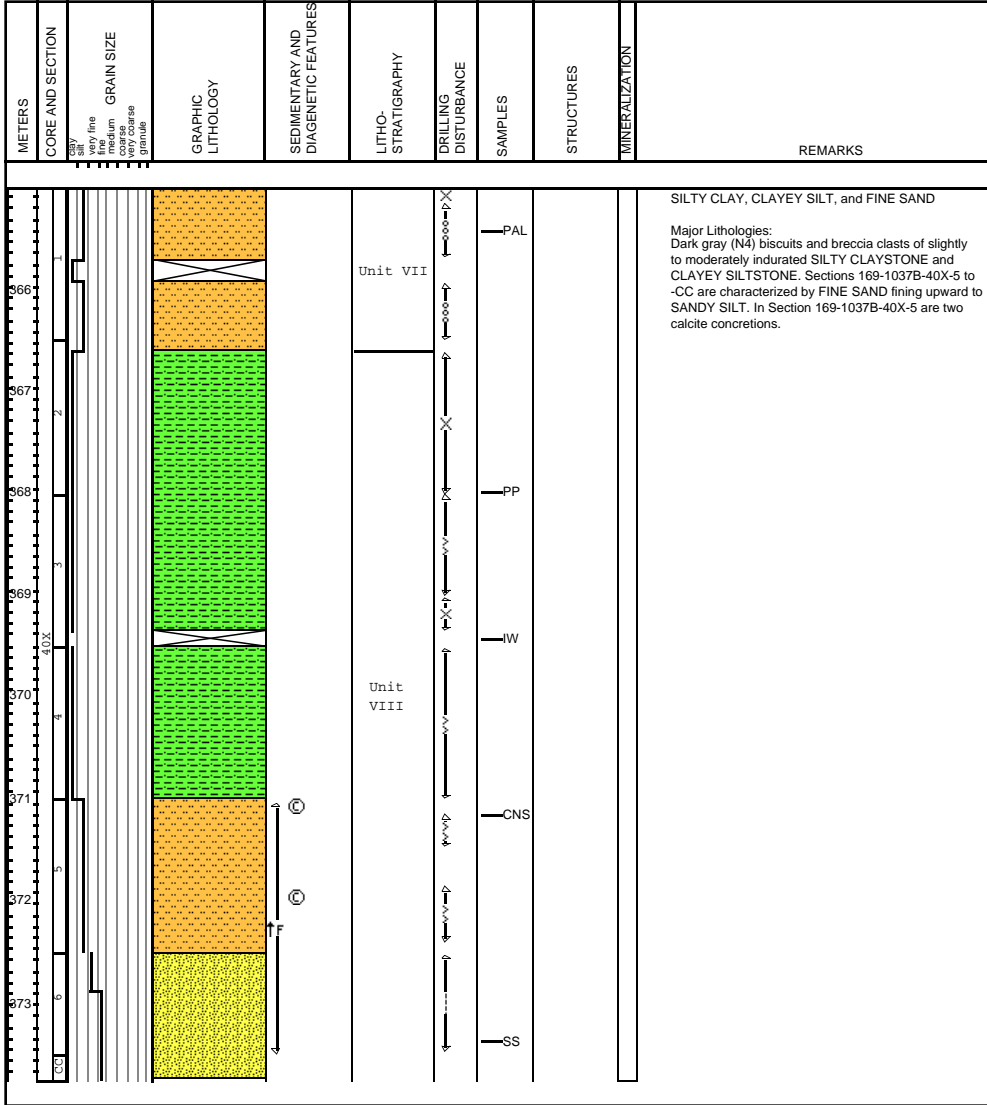 METERS
CORE AND SECTION
clay
silt
very fine
fine
medium
coarse
very coarse
granule
GRAIN SIZE
GRAPHIC
LITHOLOGY
SEDIMENTARY AND
DIAGENETIC FEATURES
LITHO-
STRATIGRAPHY
DRILLING
DISTURBANCE
SAMPLES
STRUCTURES
MINERALIZATION
REMARKS
SILTY CLAY, CLAYEY SILT, and FINE SAND
Major Lithologies:
Dark gray (N4) biscuits and breccia clasts of slightly
to moderately indurated SILTY CLAYSTONE and
CLAYEY SILTSTONE. Sections 169-1037B-40X-5 to
-CC are characterized by FINE SAND fining upward to
SANDY SILT. In Section 169-1037B-40X-5 are two
calcite concretions.
PAL
1
Unit VII
366
367
2
368
PP
3
369
40X
IW
370
Unit
VIII
4
371
C
CNS
5
372
C
F
6
373
SS
CC